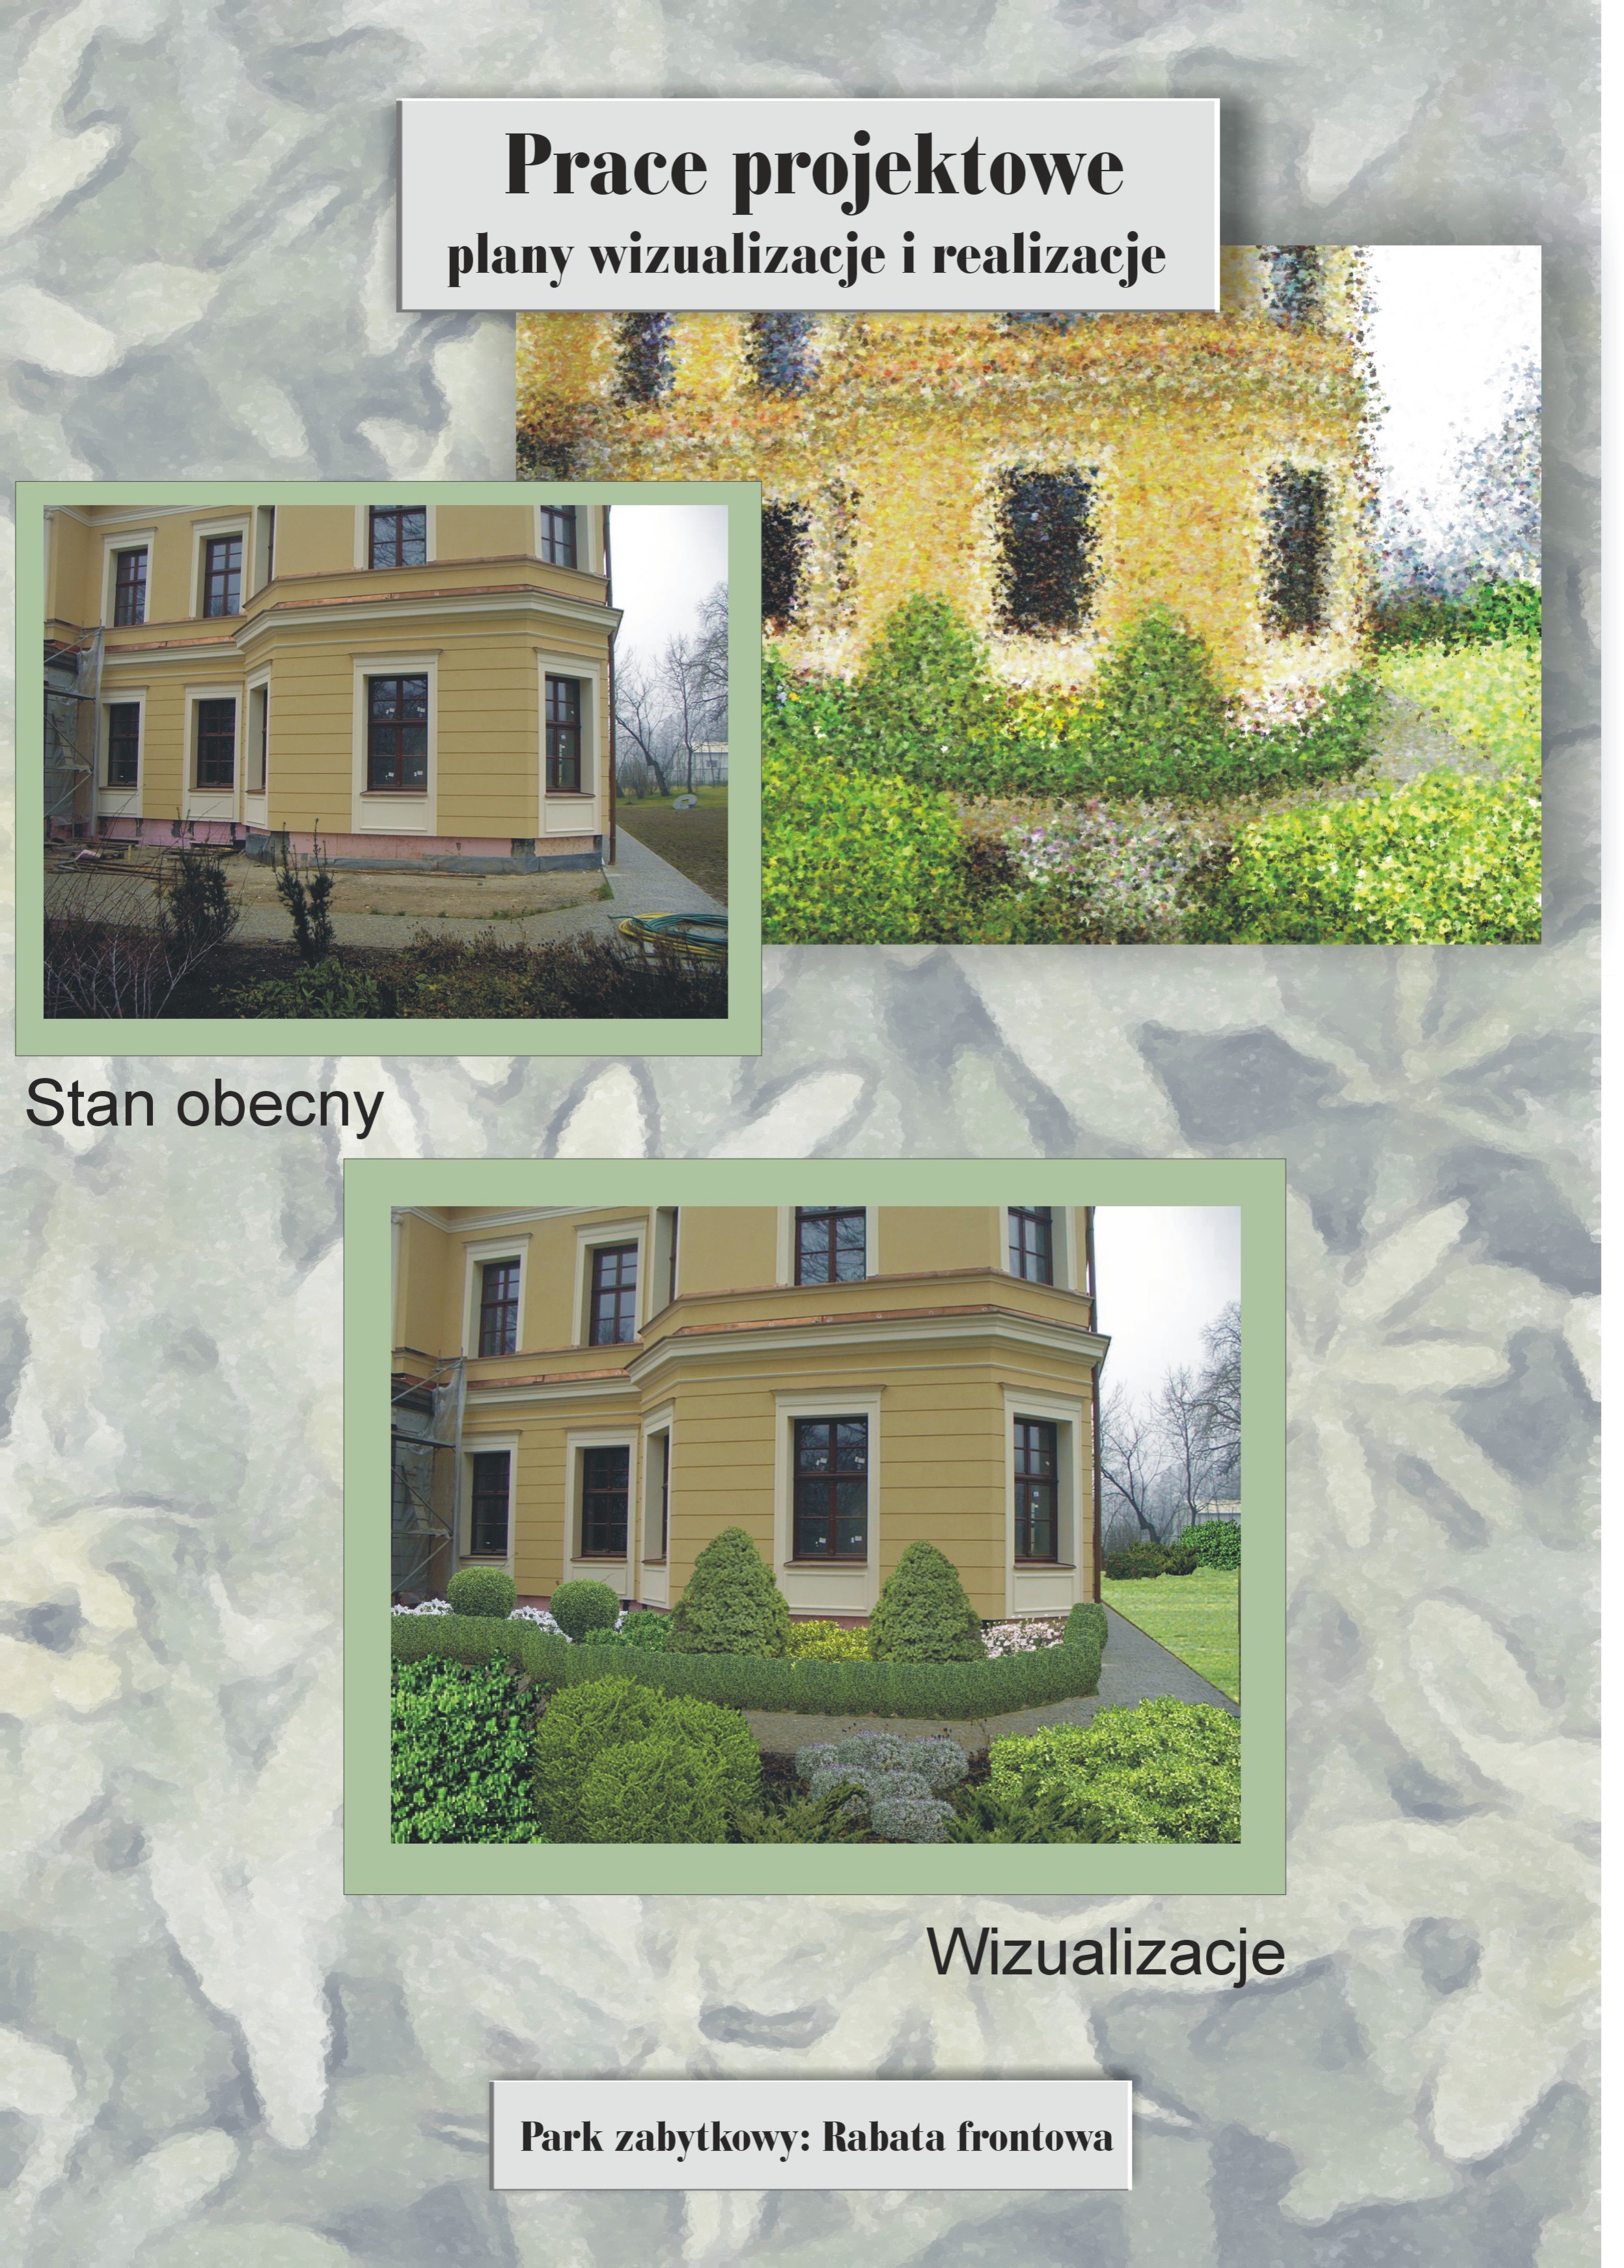 Prace projektowe
plany wizualizacje i realizacje
Stan obecny
Wizualizacje
Park zabytkowy: Rabata frontowa